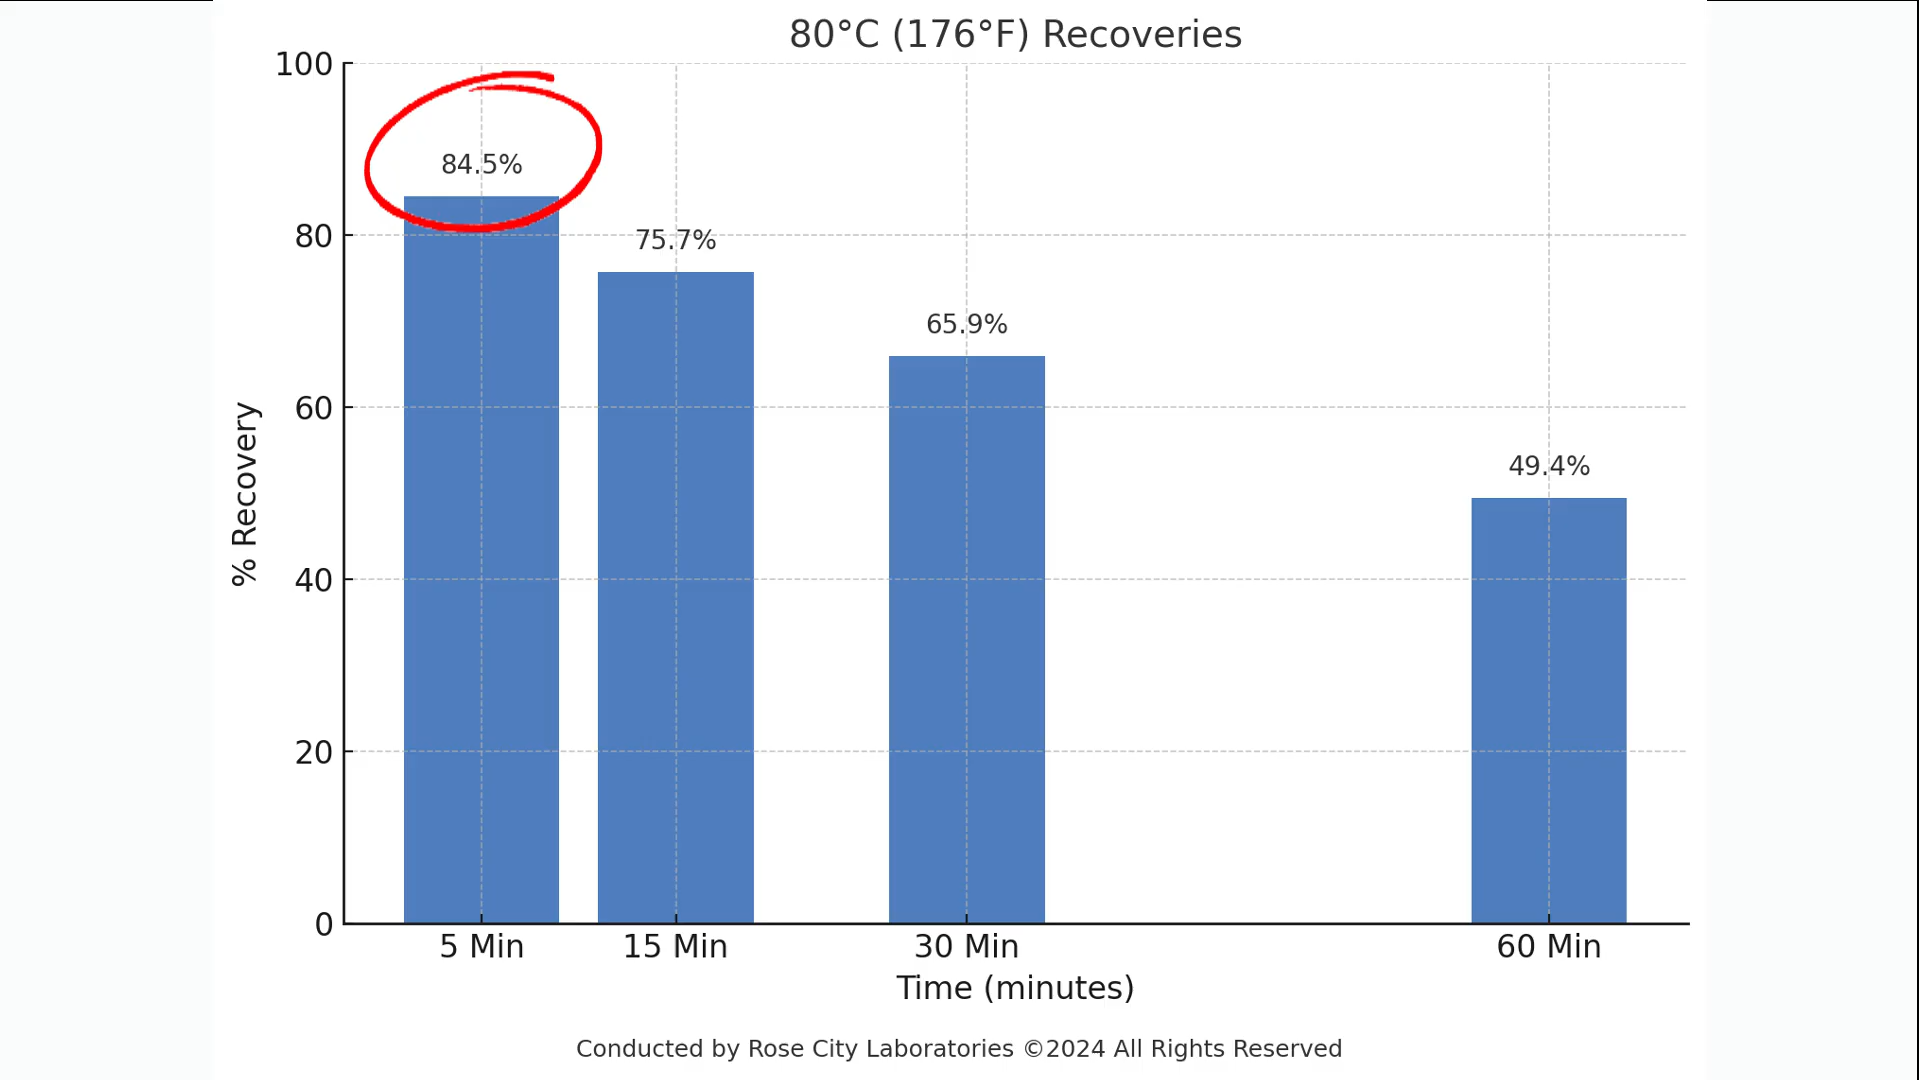 80°C (176°F) Recoveries
100
84.5%
80
75.7%
65.9%
60
49.4%
40
20
0
% Recovery
5 Min 15 Min 30 Min 60 Min
Time (minutes)
Conducted by Rose City Laboratories ©2024 All Rights Reserved